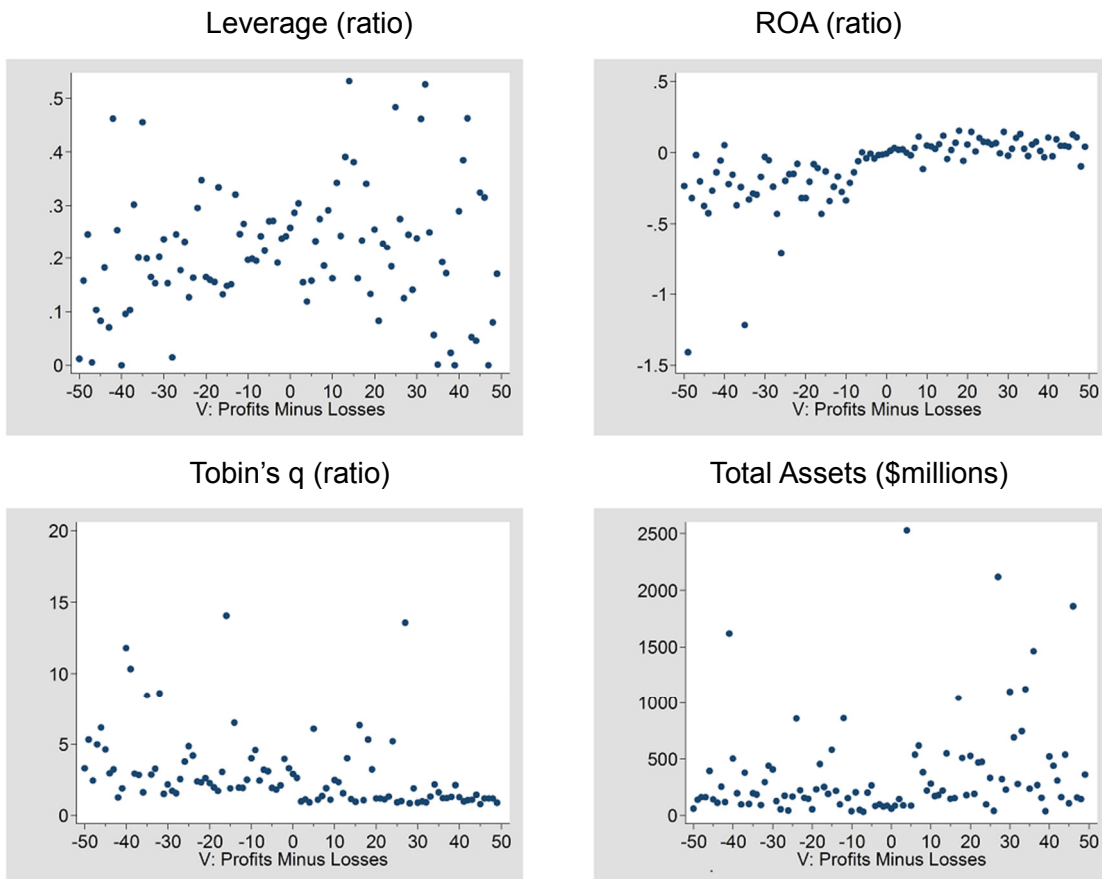 Leverage (ratio)
.5
.4
.3
.2
.1
0
-50 -40 -30 -20 -10 0 10 20 30 40 50
V: Profits Minus Losses
ROA (ratio)
.5
0
-.5
-1
-1.5
-50 -40 -30 -20 -10 0 10 20 30 40 50
V: Profits Minus Losses
Tobin’s q (ratio)
20
15
10
5
0
-50 -40 -30 -20 -10 0 10 20 30 40 50
V: Profits Minus Losses
Total Assets ($millions)
2500
2000
1500
1000
500
0
-50 -40 -30 -20 -10 0 10 20 30 40 50
V: Profits Minus Losses